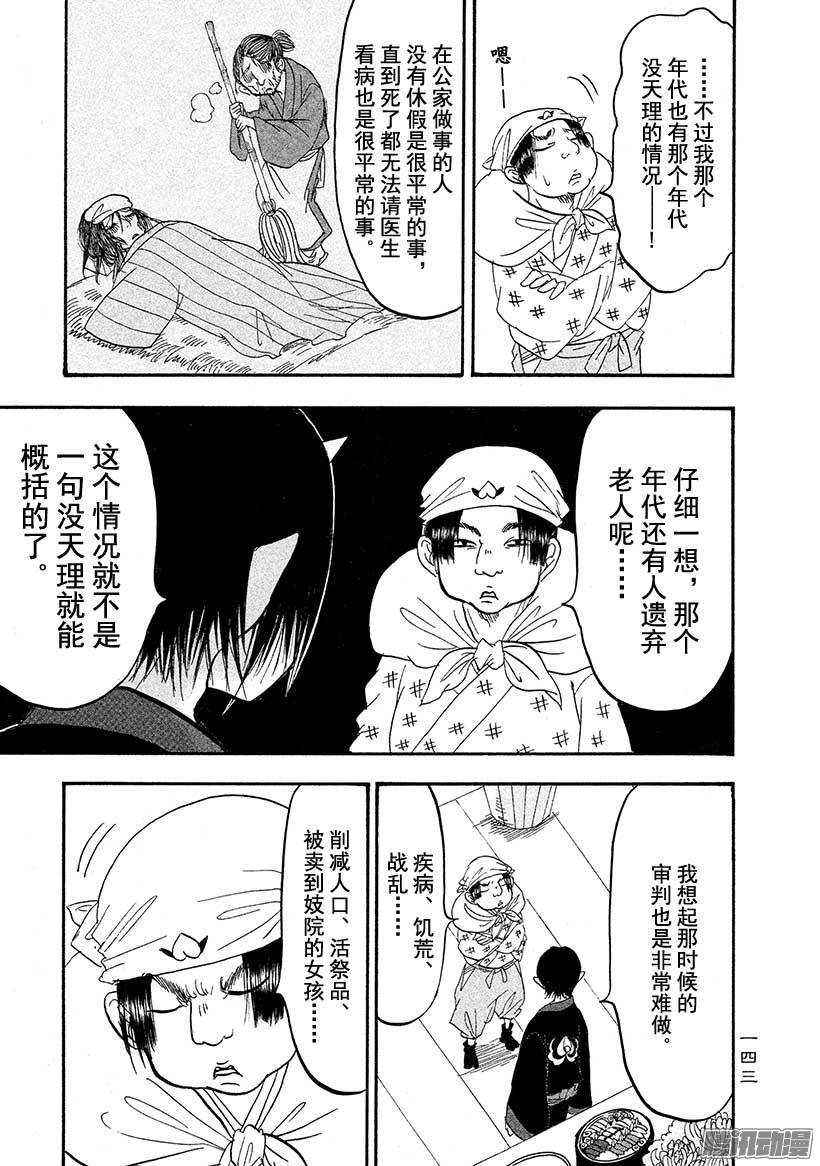 ……不过我那个
年代也有那个年代
没天理的情况——！
嗯——
在公家做事的人
没有休假是很平常的事，
直到死了都无法请医生
看病也是很平常的事。
仔细一想，那个
年代还有人遗弃
老人呢……
这个情况就不是
一句没天理就能
概括的了。
我想起那时候的
审判也是非常难做。
疾病、饥荒、
战乱、
削减人口、活祭品、
被卖到妓院的女孩……
一四三
腾讯动漫